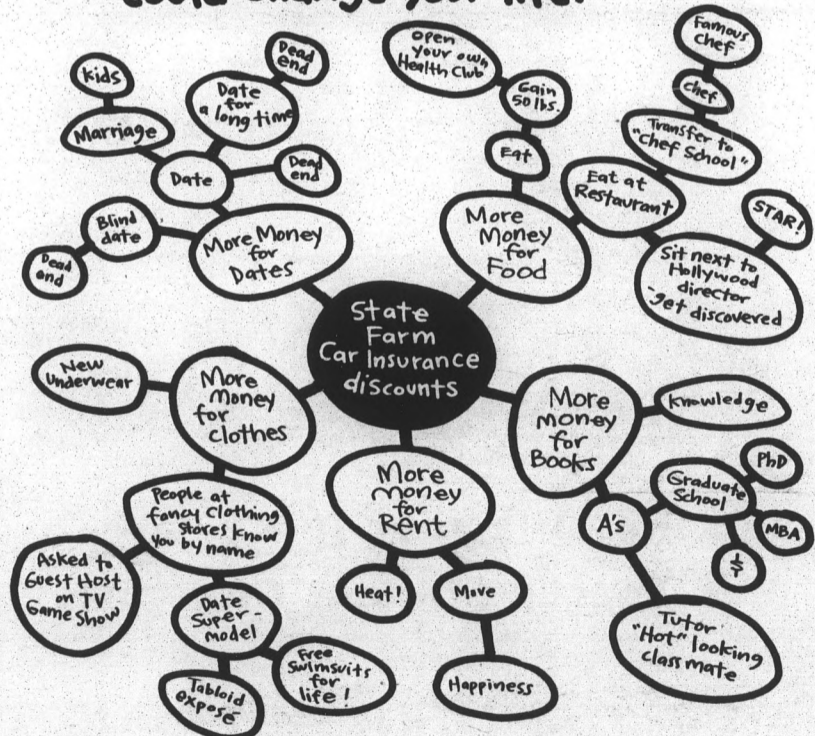 could change your life.
Dead
end
kids
Date
for
a long time
Marriage
Date
Dead
end
Blind
date
Dead
end
More Money
for
Dates
Open
your own
Health Club
Gain
50 lbs.
Eat
More
Money
for
Food
Famous
Chef
Chef
Transfer to
"Chef School"
Eat at
Restaurant
STAR!
Sit next to
Hollywood
director
-get discovered
State
Farm
Car Insurance
discounts
New
Underwear
More
money
for
clothes
People at
fancy clothing
stores know
you by name
Asked to
Guest Host
on TV
Game Show
Date
Super-
model
Tabloid
exposé
Free
Swimsuits
for
life!
More
money
for
Rent
Heat!
Move
Happiness
More
money
for
Books
Knowledge
A's
Graduate
School
PhD
MBA
$
Tutor
"Hot" looking
classmate